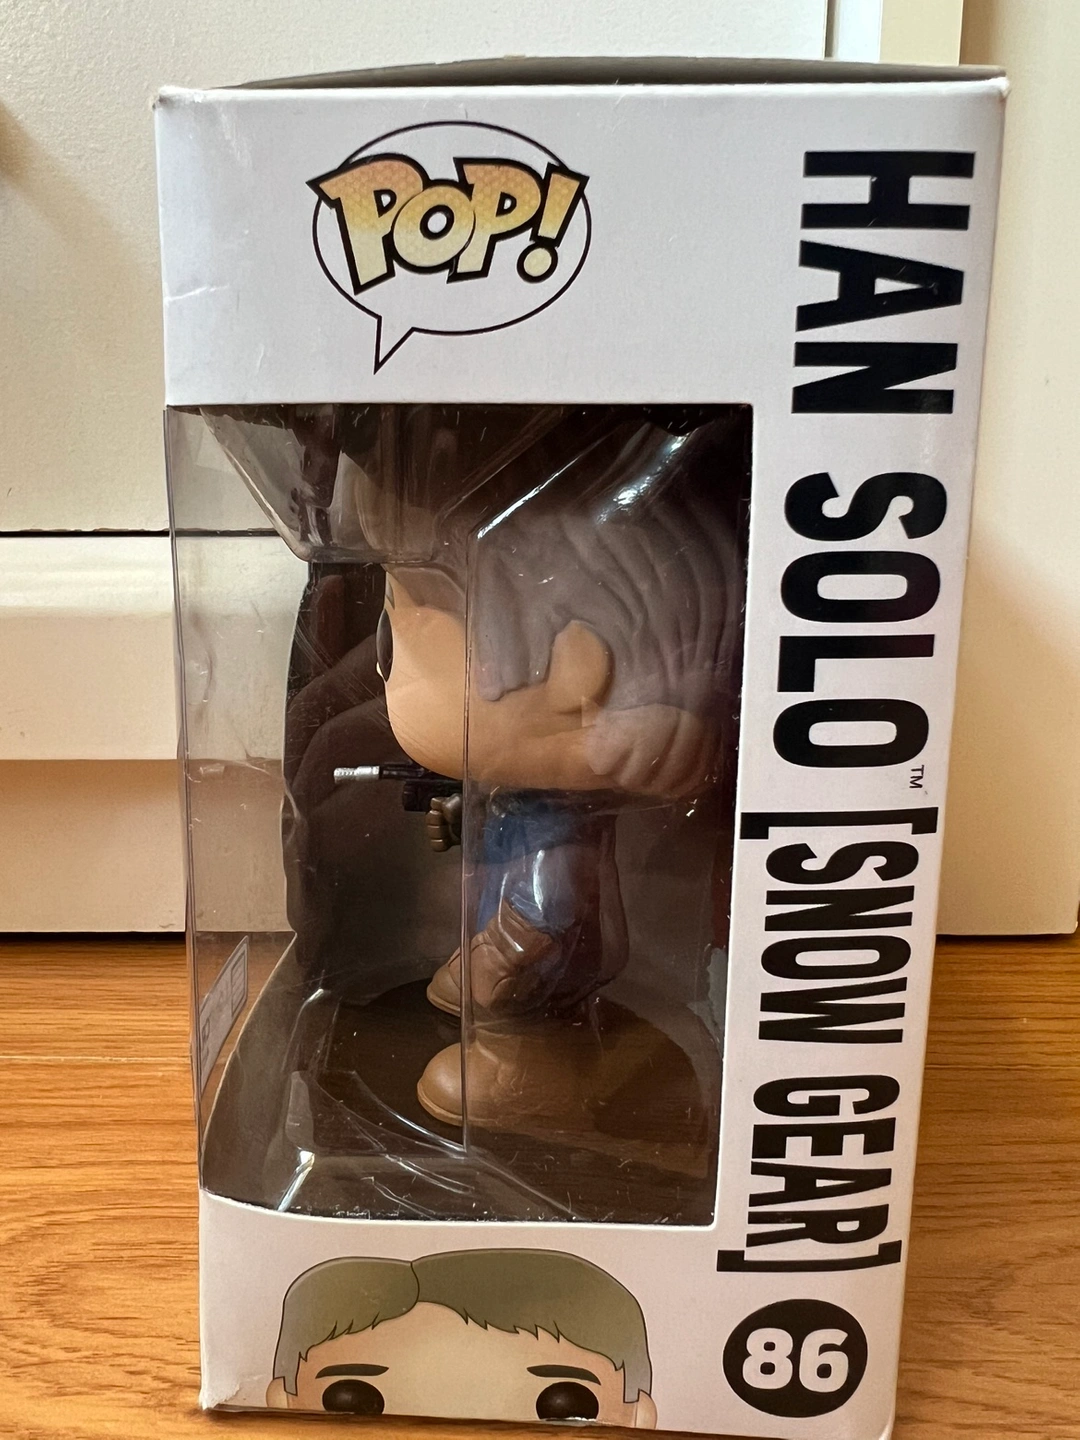 POP!
HAN SOLO™ [SNOW GEAR]
86